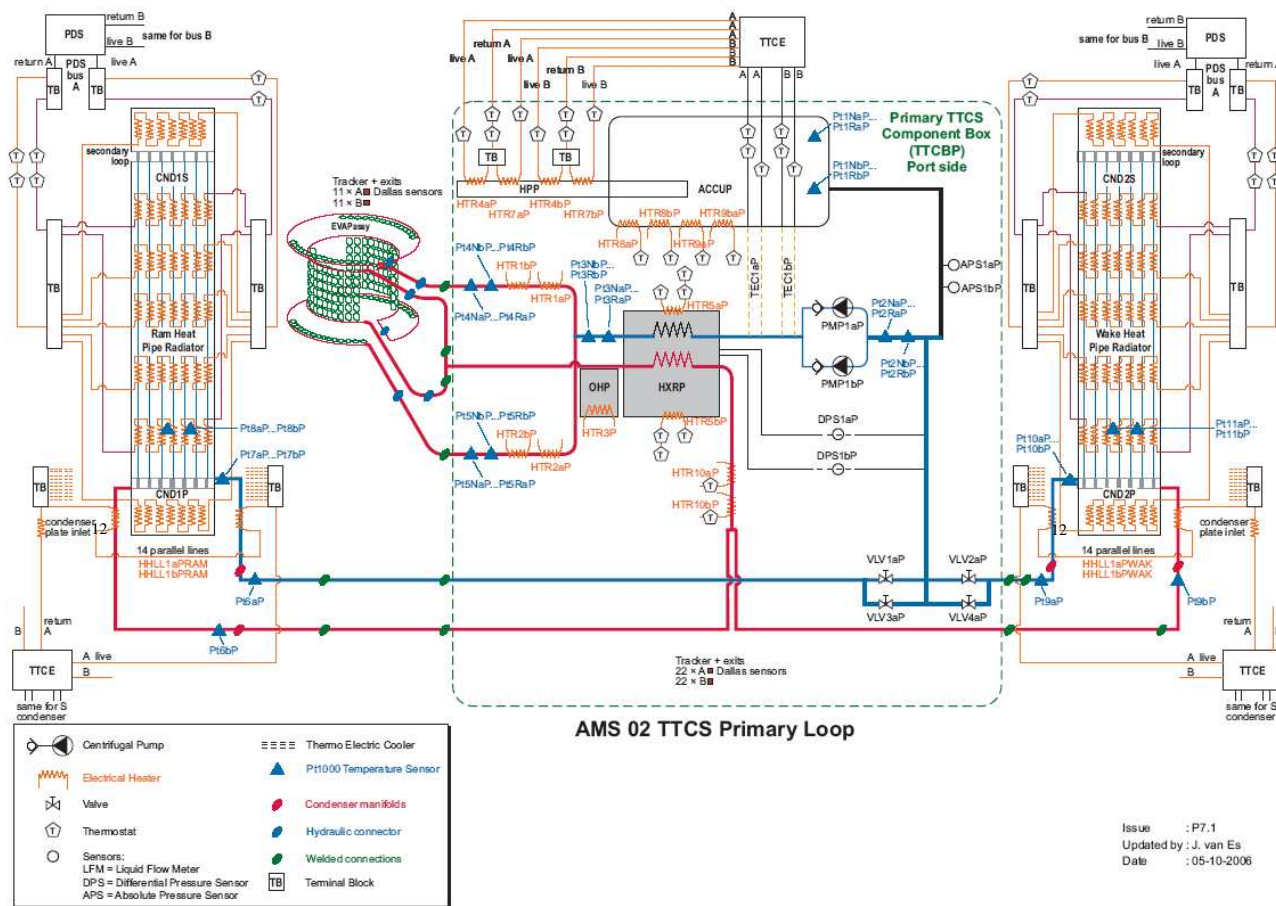 PDS
return B
live B
same for bus B
return A
live A
PDS
bus
A
TB
TB
T
T
secondary
loop
CND1S
T
T
T
T
TB
TB
Ram Heat
Pipe Radiator
Pt8aP...Pt8bP
Pt7aP...Pt7bP
TB
TB
CND1P
condenser
plate inlet
12
14 parallel lines
HHLL1aPRAM
HHLL1bPRAM
Pt6aP
Pt6bP
return
B
A
A live
B
TTCE
same for S
condenser
A
A
A
B
B
B
TTCE
A A B B
return A
live A
live A
return B
live B
live B
T
T
T
T
T
T
TB
TB
HPP
HTR4aP
HTR7aP
HTR4bP
HTR7bP
ACCUP
Pt1NaP...
Pt1RaP
Pt1NbP...
Pt1RbP
Primary TTCS
Component Box
(TTCBP)
Port side
T
T
T
T
T
T
HTR8aP
HTR8bP
HTR9aP
HTR9baP
T
T
T
T
TEC1aP
TEC1bP
APS1aP
APS1bP
Tracker + exits
11 × A Dallas sensors
11 × B
EVAPassy
Pt4NbP...Pt4RbP
Pt4NaP...Pt4RaP
HTR1bP
HTR1aP
Pt3NbP...
Pt3RbP
Pt3NaP...
Pt3RaP
T
T
T
HTR5aP
PMP1aP
PMP1bP
Pt2NaP...
Pt2RaP
Pt2NbP...
Pt2RbP
OHP
HTR3P
HXRP
HTR5bP
T
T
T
DPS1aP
DPS1bP
Pt5NbP...Pt5RbP
Pt5NaP...Pt5RaP
HTR2bP
HTR2aP
HTR10aP
T
HTR10bP
T
VLV1aP
VLV2aP
VLV3aP
VLV4aP
Tracker + exits
22 × A Dallas sensors
22 × B
AMS 02 TTCS Primary Loop
return B
same for bus B
live B
PDS
live A
return A
PDS
bus
A
TB
TB
T
T
secondary
loop
CND2S
T
T
T
T
TB
TB
Wake Heat
Pipe Radiator
Pt11aP...
Pt11bP
Pt10aP...
Pt10bP
TB
TB
CND2P
12
condenser
plate inlet
14 parallel lines
HHLL1aPWAK
HHLL1bPWAK
Pt9aP
Pt9bP
return
A
B
A live
B
TTCE
same for S
condenser
Centrifugal Pump
Electrical Heater
Valve
T
Thermostat
Sensors:
LFM = Liquid Flow Meter
DPS = Differential Pressure Sensor
APS = Absolute Pressure Sensor
Thermo Electric Cooler
Pt1000 Temperature Sensor
Condenser manifolds
Hydraulic connector
Welded connections
TB
Terminal Block
Issue : P7.1
Updated by : J. van Es
Date : 05-10-2006